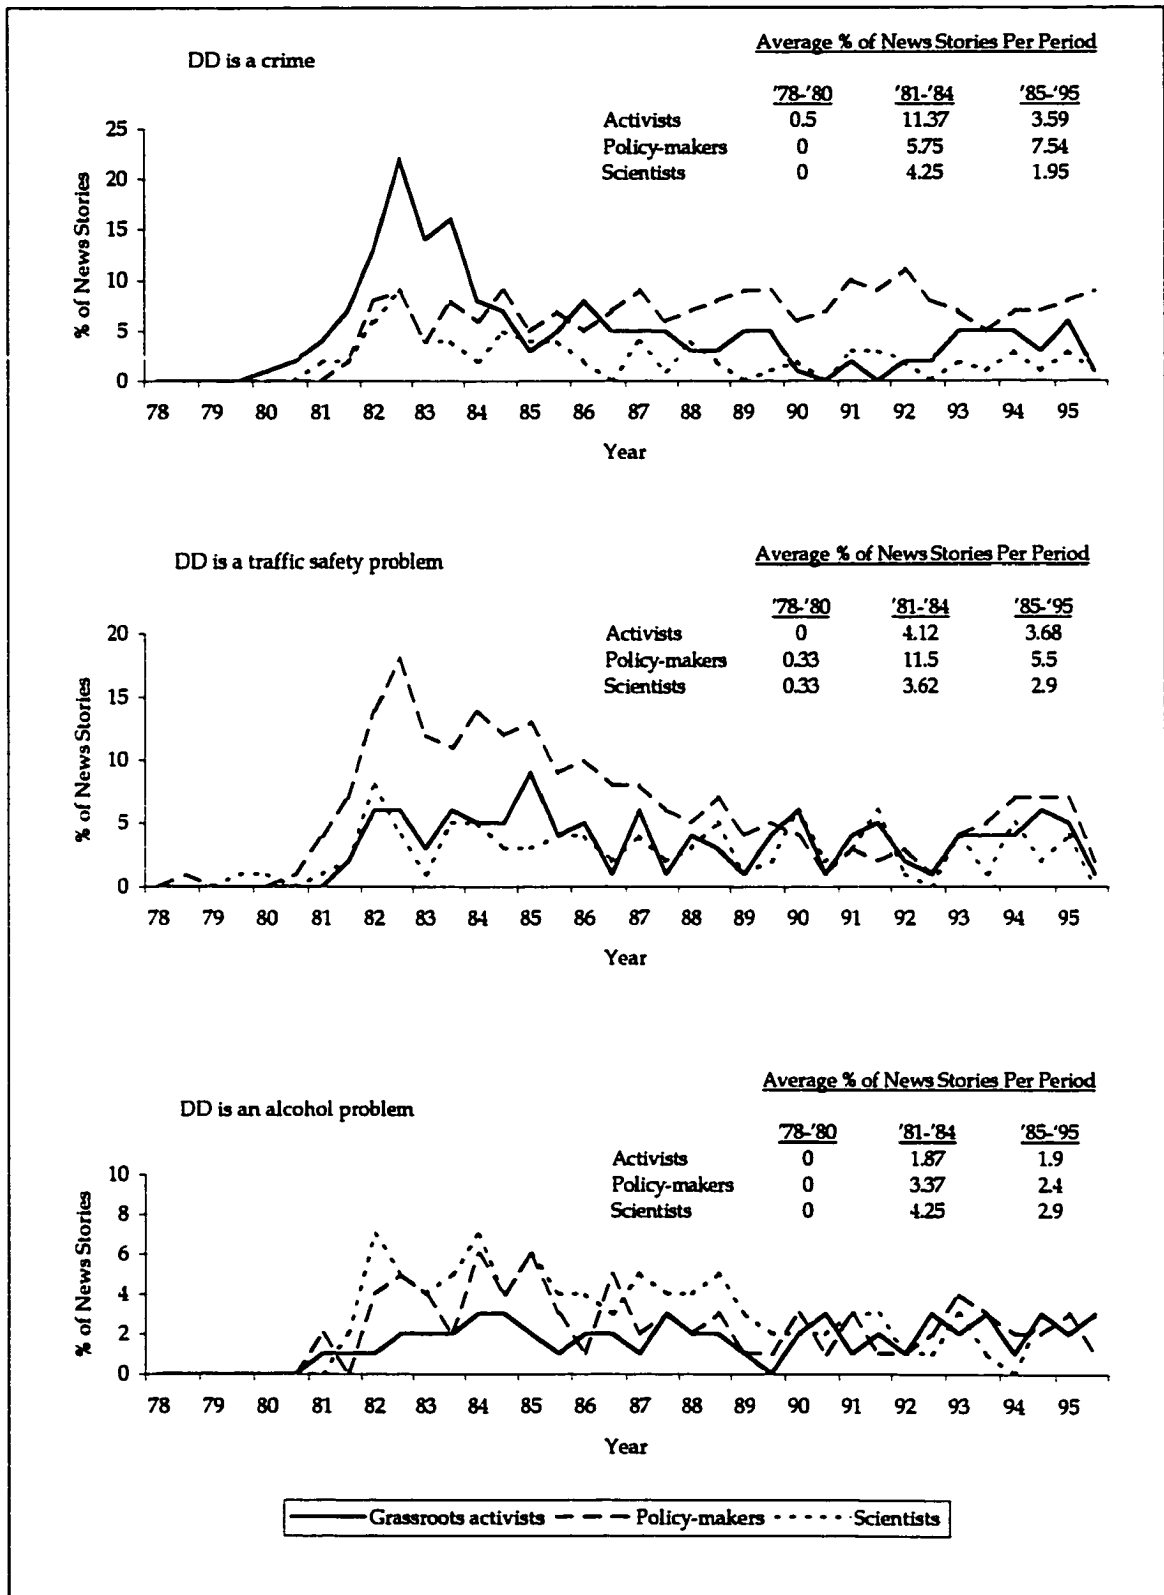 DD is a crime
Average % of News Stories Per Period
'78-'80 '81-'84 '85-'95
Activists 0.5 11.37 3.59
Policy-makers 0 5.75 7.54
Scientists 0 4.25 1.95
% of News Stories
25
20
15
10
5
0
78 79 80 81 82 83 84 85 86 87 88 89 90 91 92 93 94 95
Year
DD is a traffic safety problem
Average % of News Stories Per Period
'78-'80 '81-'84 '85-'95
Activists 0 4.12 3.68
Policy-makers 0.33 11.5 5.5
Scientists 0.33 3.62 2.9
% of News Stories
20
15
10
5
0
78 79 80 81 82 83 84 85 86 87 88 89 90 91 92 93 94 95
Year
DD is an alcohol problem
Average % of News Stories Per Period
'78-'80 '81-'84 '85-'95
Activists 0 1.87 1.9
Policy-makers 0 3.37 2.4
Scientists 0 4.25 2.9
% of News Stories
10
8
6
4
2
0
78 79 80 81 82 83 84 85 86 87 88 89 90 91 92 93 94 95
Year
Grassroots activists Policy-makers Scientists